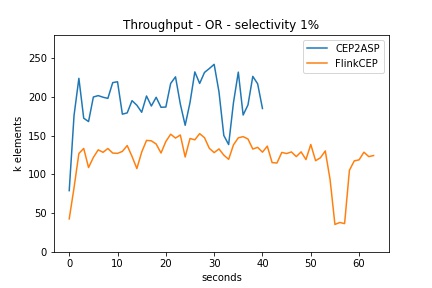 Throughput - OR - selectivity 1%
CEP2ASP
FlinkCEP
k elements
250
200
150
100
50
0
0 10 20 30 40 50 60
seconds